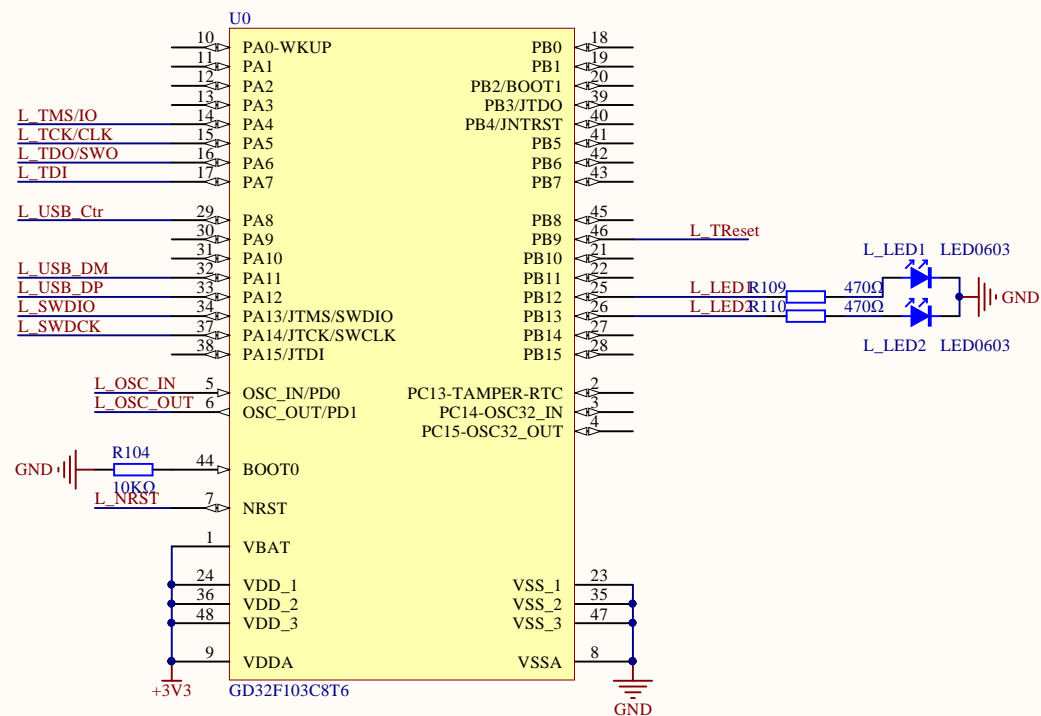 U0
10 PA0-WKUP PB0 18
11 PA1 PB1 19
12 PA2 PB2/BOOT1 20
13 PA3 PB3/JTDO 39
L_TMS/IO 14 PA4 PB4/JNTRST 40
L_TCK/CLK 15 PA5 PB5 41
L_TDO/SWO 16 PA6 PB6 42
L_TDI 17 PA7 PB7 43
L_USB_Ctr 29 PA8 PB8 45
30 PA9 PB9 46 L_TReset
31 PA10 PB10 21
L_LED1 LED0603
L_USB_DM 32 PA11 PB11 22
L_USB_DP 33 PA12 PB12 25 L_LED1 R109 470Ω GND
L_SWDIO 34 PA13/JTMS/SWDIO PB13 26 L_LED2 R110 470Ω
L_SWDCK 37 PA14/JTCK/SWCLK PB14 27
L_LED2 LED0603
38 PA15/JTDI PB15 28
L_OSC_IN 5 OSC_IN/PD0 PC13-TAMPER-RTC 2
L_OSC_OUT 6 OSC_OUT/PD1 PC14-OSC32_IN 3
PC15-OSC32_OUT 4
R104
GND 44 BOOT0
10KΩ
L_NRST 7 NRST
1 VBAT
24 VDD_1 VSS_1 23
36 VDD_2 VSS_2 35
48 VDD_3 VSS_3 47
9 VDDA VSSA 8
+3V3 GD32F103C8T6
GND